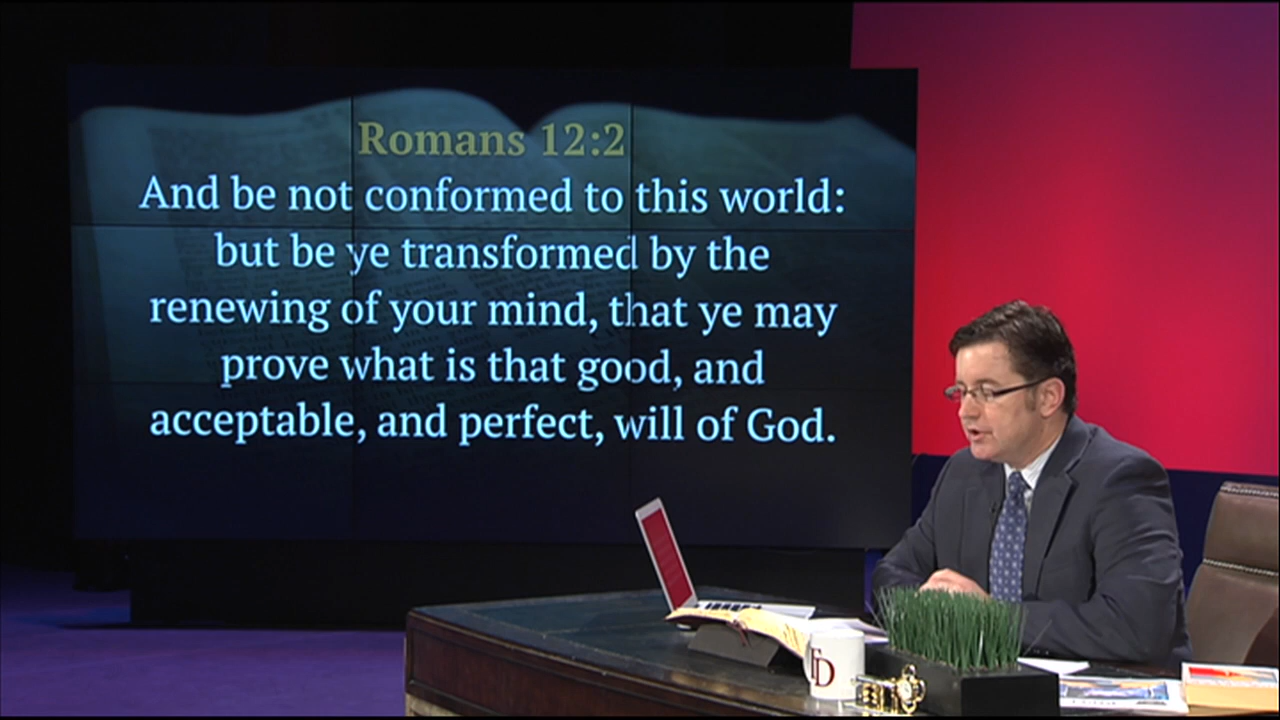 Romans 12:2
And be not conformed to this world:
but be ye transformed by the
renewing of your mind, that ye may
prove what is that good, and
acceptable, and perfect, will of God.
FD